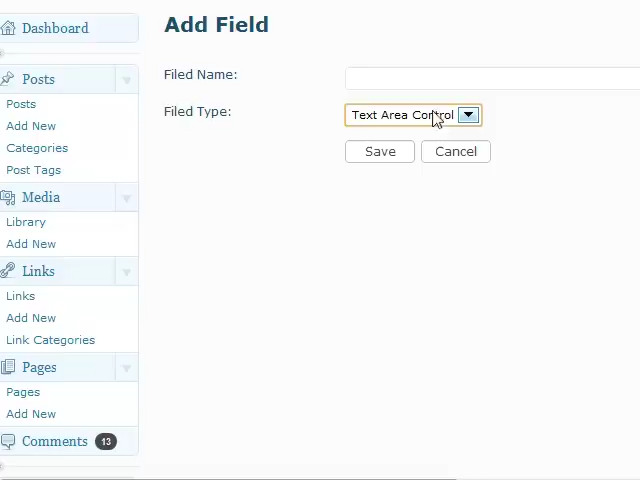 Dashboard
Posts
Posts
Add New
Categories
Post Tags
Media
Library
Add New
Links
Links
Add New
Link Categories
Pages
Pages
Add New
Comments 13
Add Field
Filed Name:
Filed Type:
Text Area Control
Save Cancel